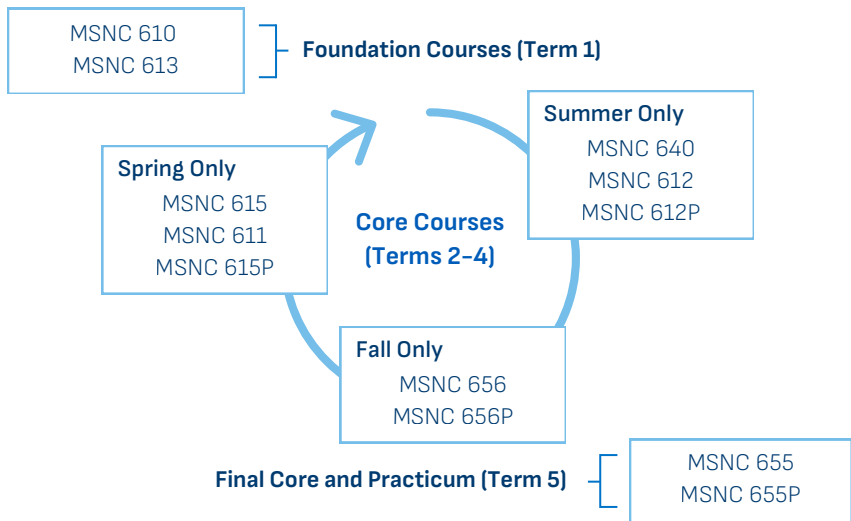 MSNC 610
MSNC 613
Foundation Courses (Term 1)
Summer Only
MSNC 640
MSNC 612
MSNC 612P
Spring Only
MSNC 615
MSNC 611
MSNC 615P
Core Courses
(Terms 2-4)
Fall Only
MSNC 656
MSNC 656P
Final Core and Practicum (Term 5)
MSNC 655
MSNC 655P